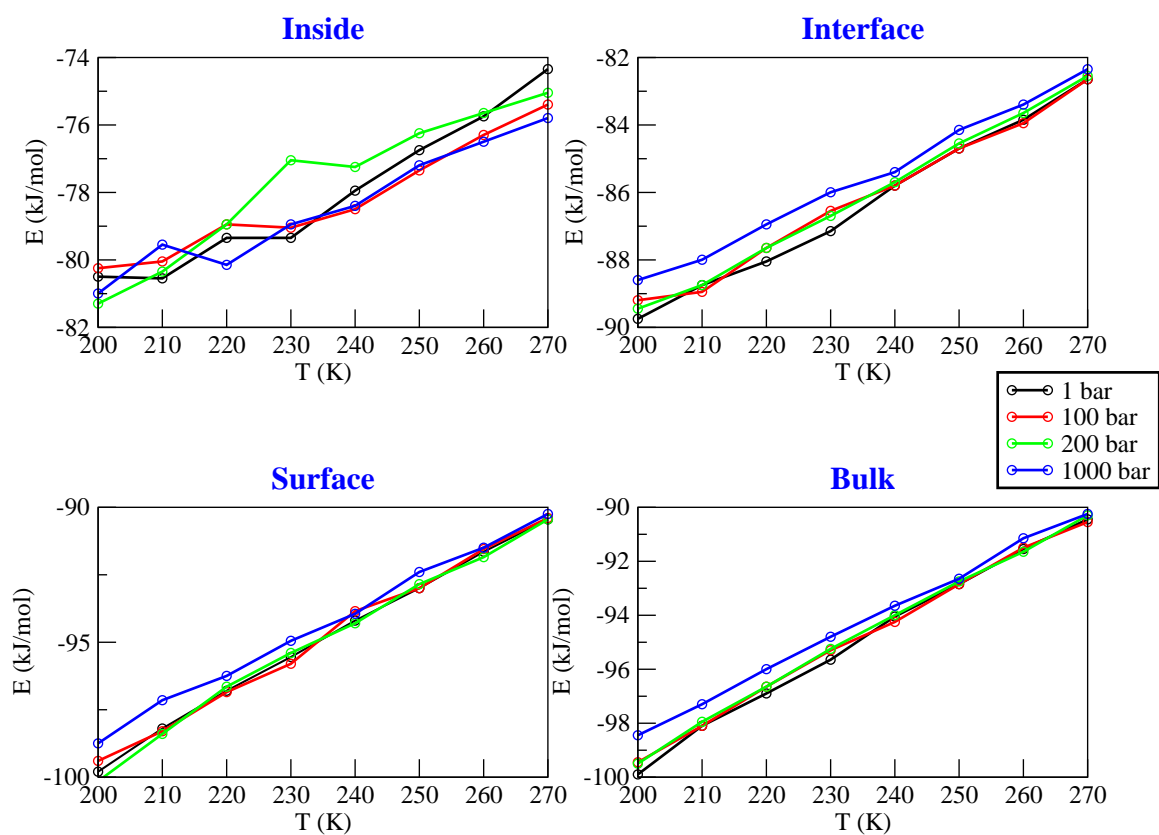 Inside
-74
-76
-78
-80
-82
E (kJ/mol)
200 210 220 230 240 250 260 270
T (K)
Interface
-82
-84
-86
-88
-90
E (kJ/mol)
200 210 220 230 240 250 260 270
T (K)
1 bar
100 bar
200 bar
1000 bar
Surface
-90
-95
-100
E (kJ/mol)
200 210 220 230 240 250 260 270
T (K)
Bulk
-90
-92
-94
-96
-98
-100
E (kJ/mol)
200 210 220 230 240 250 260 270
T (K)